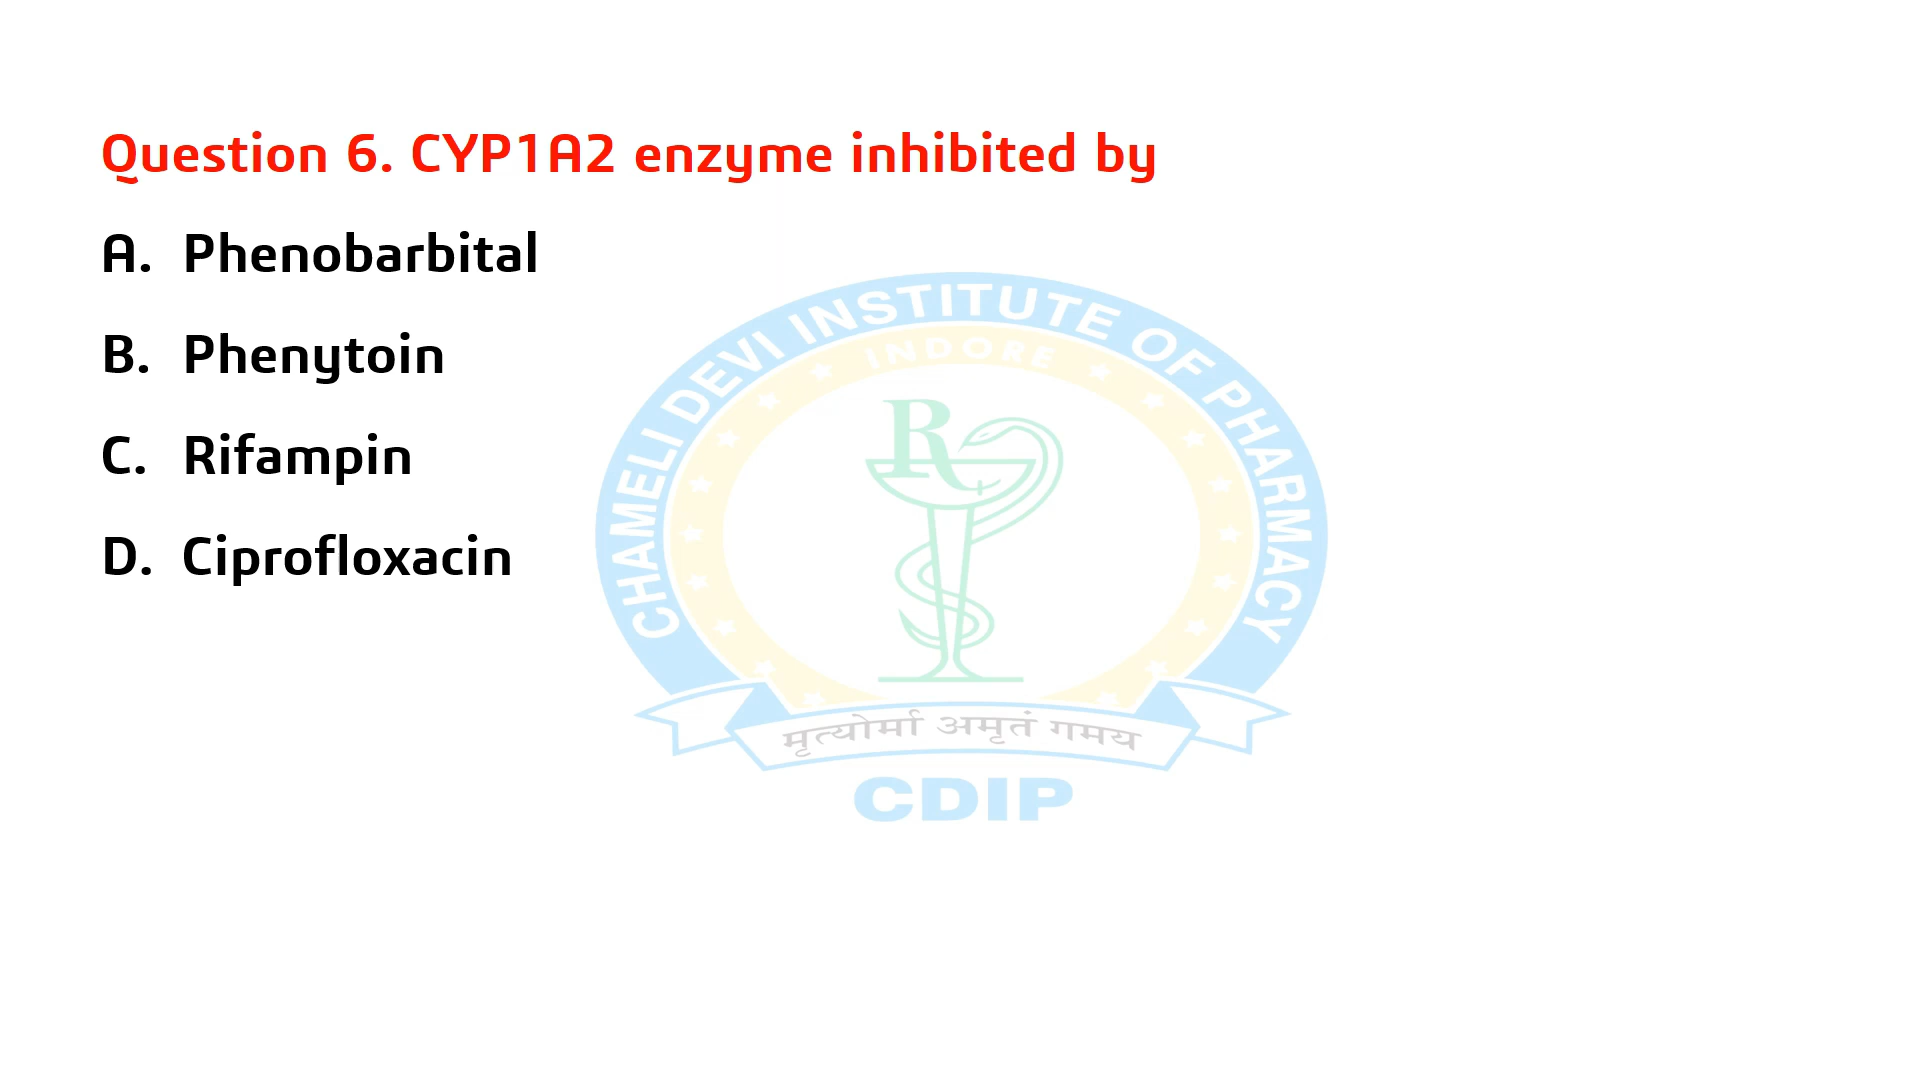 Question 6. CYP1A2 enzyme inhibited by
A. Phenobarbital
B. Phenytoin
C. Rifampin
D. Ciprofloxacin
CHAMELI DEVI INSTITUTE OF PHARMACY
INDORE
R
मृत्योर्मा अमृतं गमय
CDIP